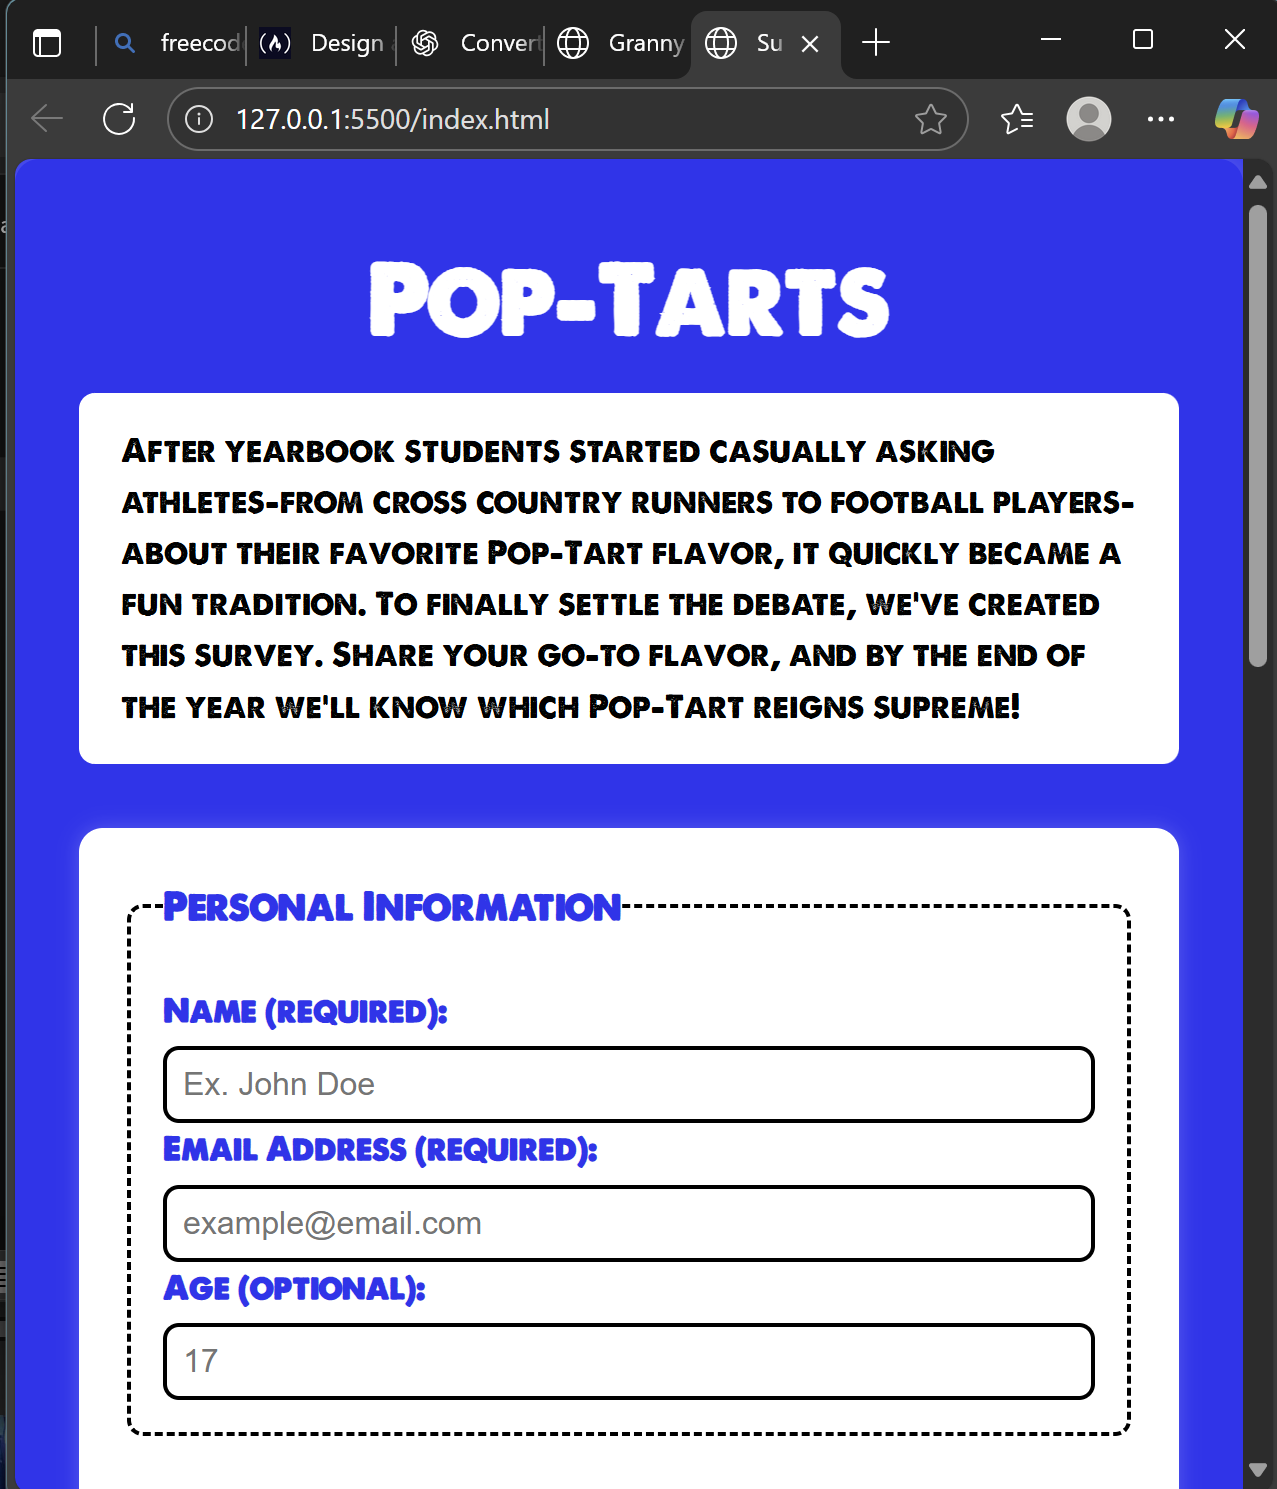 freecod
Design
Convert
Granny
Su
127.0.0.1:5500/index.html
Pop-Tarts
After yearbook students started casually asking
athletes-from cross country runners to football players-
about their favorite Pop-Tart flavor, it quickly became a
fun tradition. To finally settle the debate, we've created
this survey. Share your go-to flavor, and by the end of
the year we'll know which Pop-Tart reigns supreme!
Personal Information
Name (required):
Ex. John Doe
Email Address (required):
example@email.com
Age (optional):
17